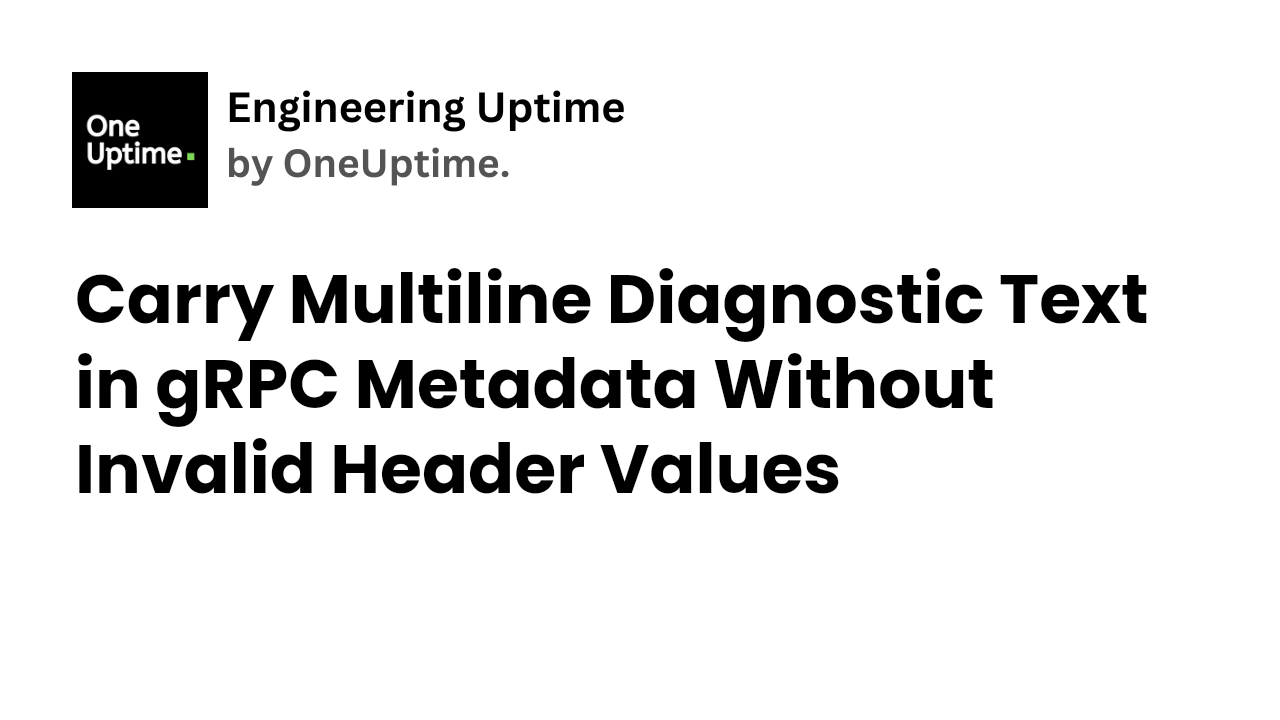 One
Uptime.
Engineering Uptime
by OneUptime.
Carry Multiline Diagnostic Text
in gRPC Metadata Without
Invalid Header Values